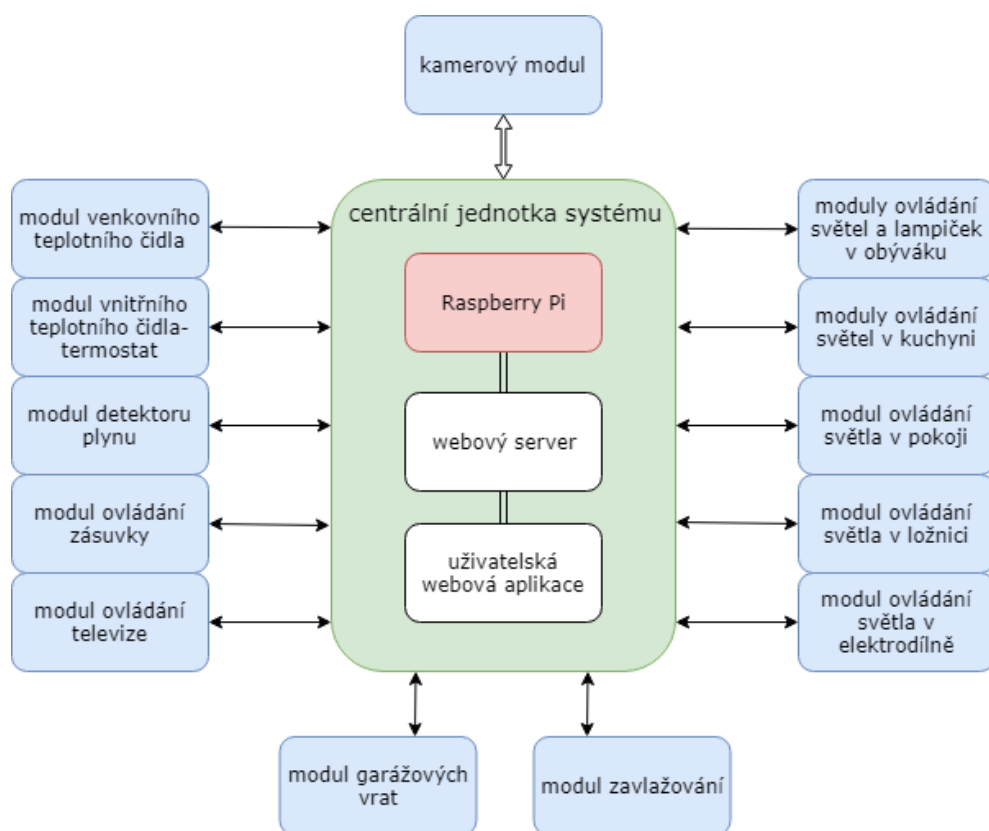 kamerový modul
centrální jednotka systému
Raspberry Pi
webový server
uživatelská
webová aplikace
modul venkovního
teplotního čidla
modul vnitřního
teplotního čidla-
termostat
modul detektoru
plynu
modul ovládání
zásuvky
modul ovládání
televize
moduly ovládání
světel a lampiček
v obýváku
moduly ovládání
světel v kuchyni
modul ovládání
světla v pokoji
modul ovládání
světla v ložnici
modul ovládání
světla v
elektrodílně
modul garážových
vrat
modul zavlažování